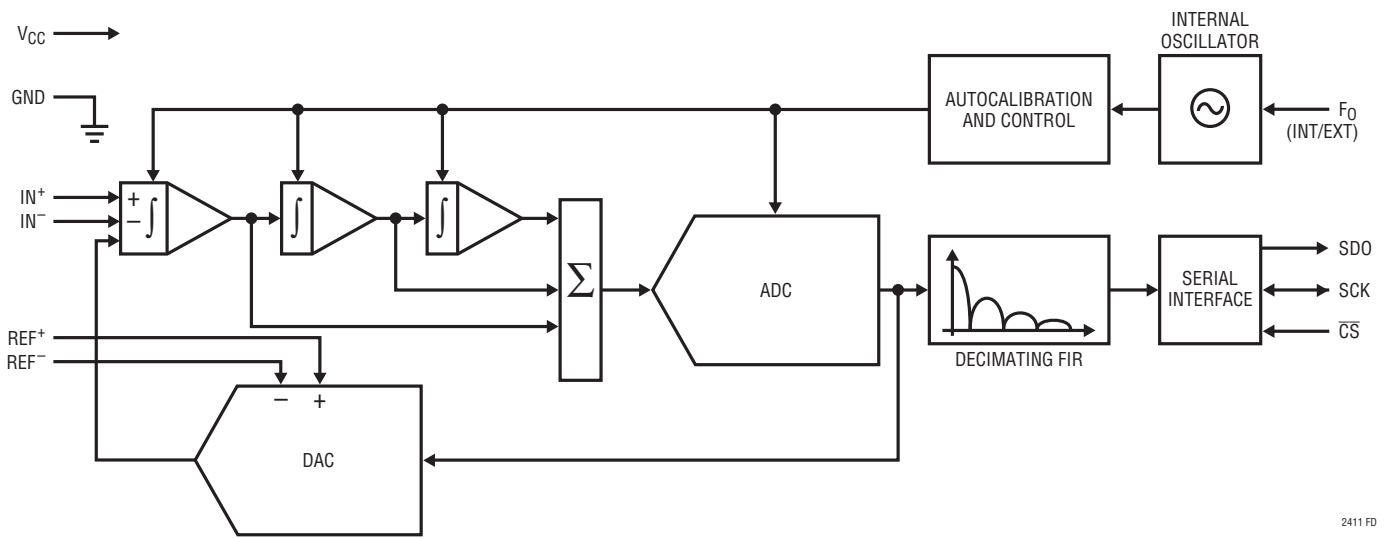 VCC
GND
IN+
IN−
REF+
REF−
+
−
∫
∫
∫
Σ
−
+
DAC
ADC
AUTOCALIBRATION
AND CONTROL
INTERNAL
OSCILLATOR
FO
(INT/EXT)
DECIMATING FIR
SERIAL
INTERFACE
SDO
SCK
CS
2411 FD